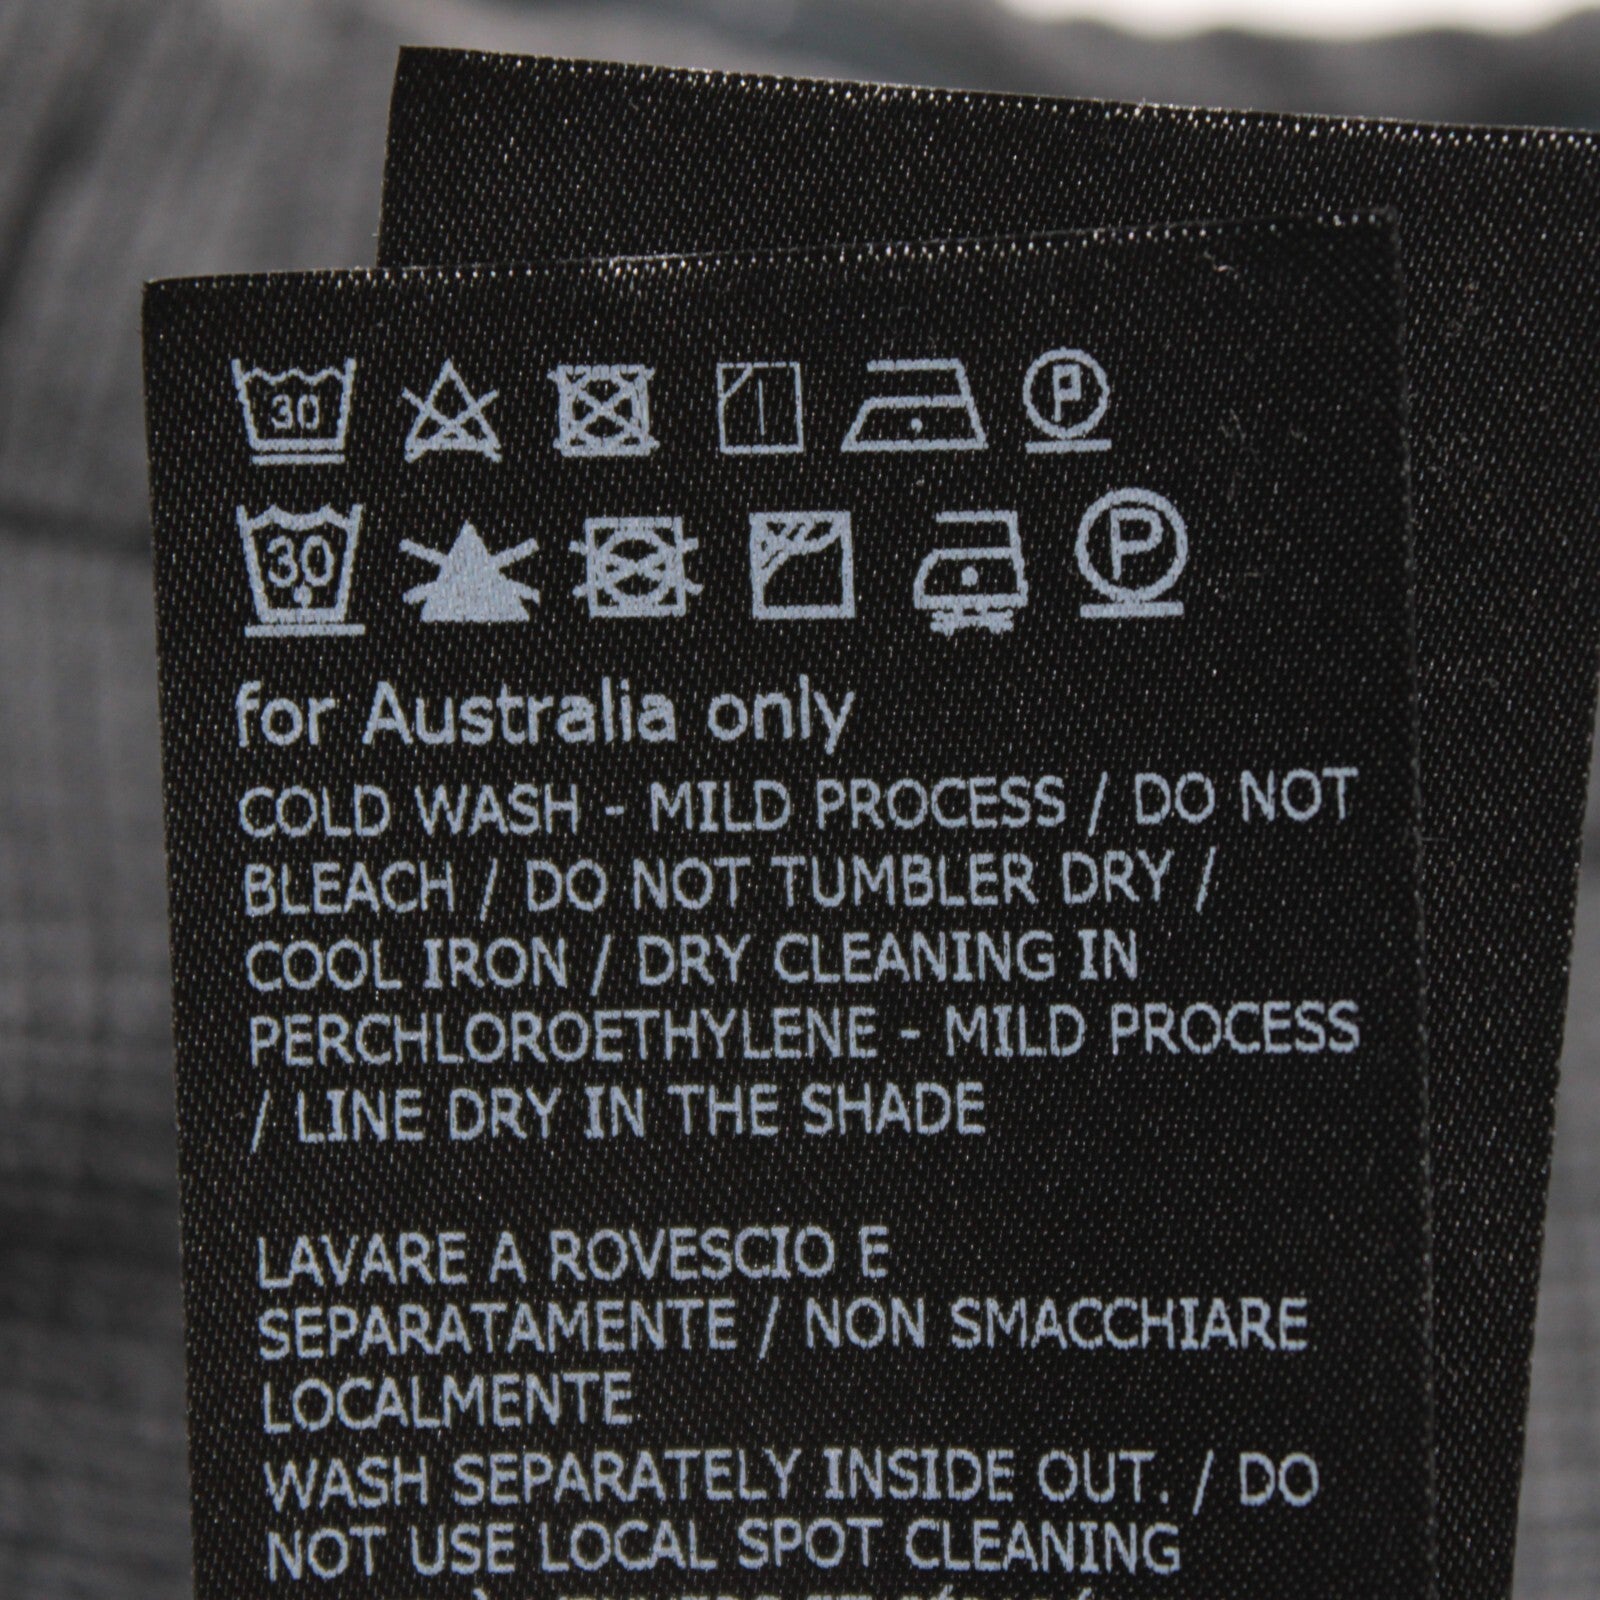 30 P
30 P
for Australia only
COLD WASH - MILD PROCESS / DO NOT
BLEACH / DO NOT TUMBLER DRY /
COOL IRON / DRY CLEANING IN
PERCHLOROETHYLENE - MILD PROCESS
/ LINE DRY IN THE SHADE
LAVARE A ROVESCIO E
SEPARATAMENTE / NON SMACCHIARE
LOCALMENTE
WASH SEPARATELY INSIDE OUT. / DO
NOT USE LOCAL SPOT CLEANING